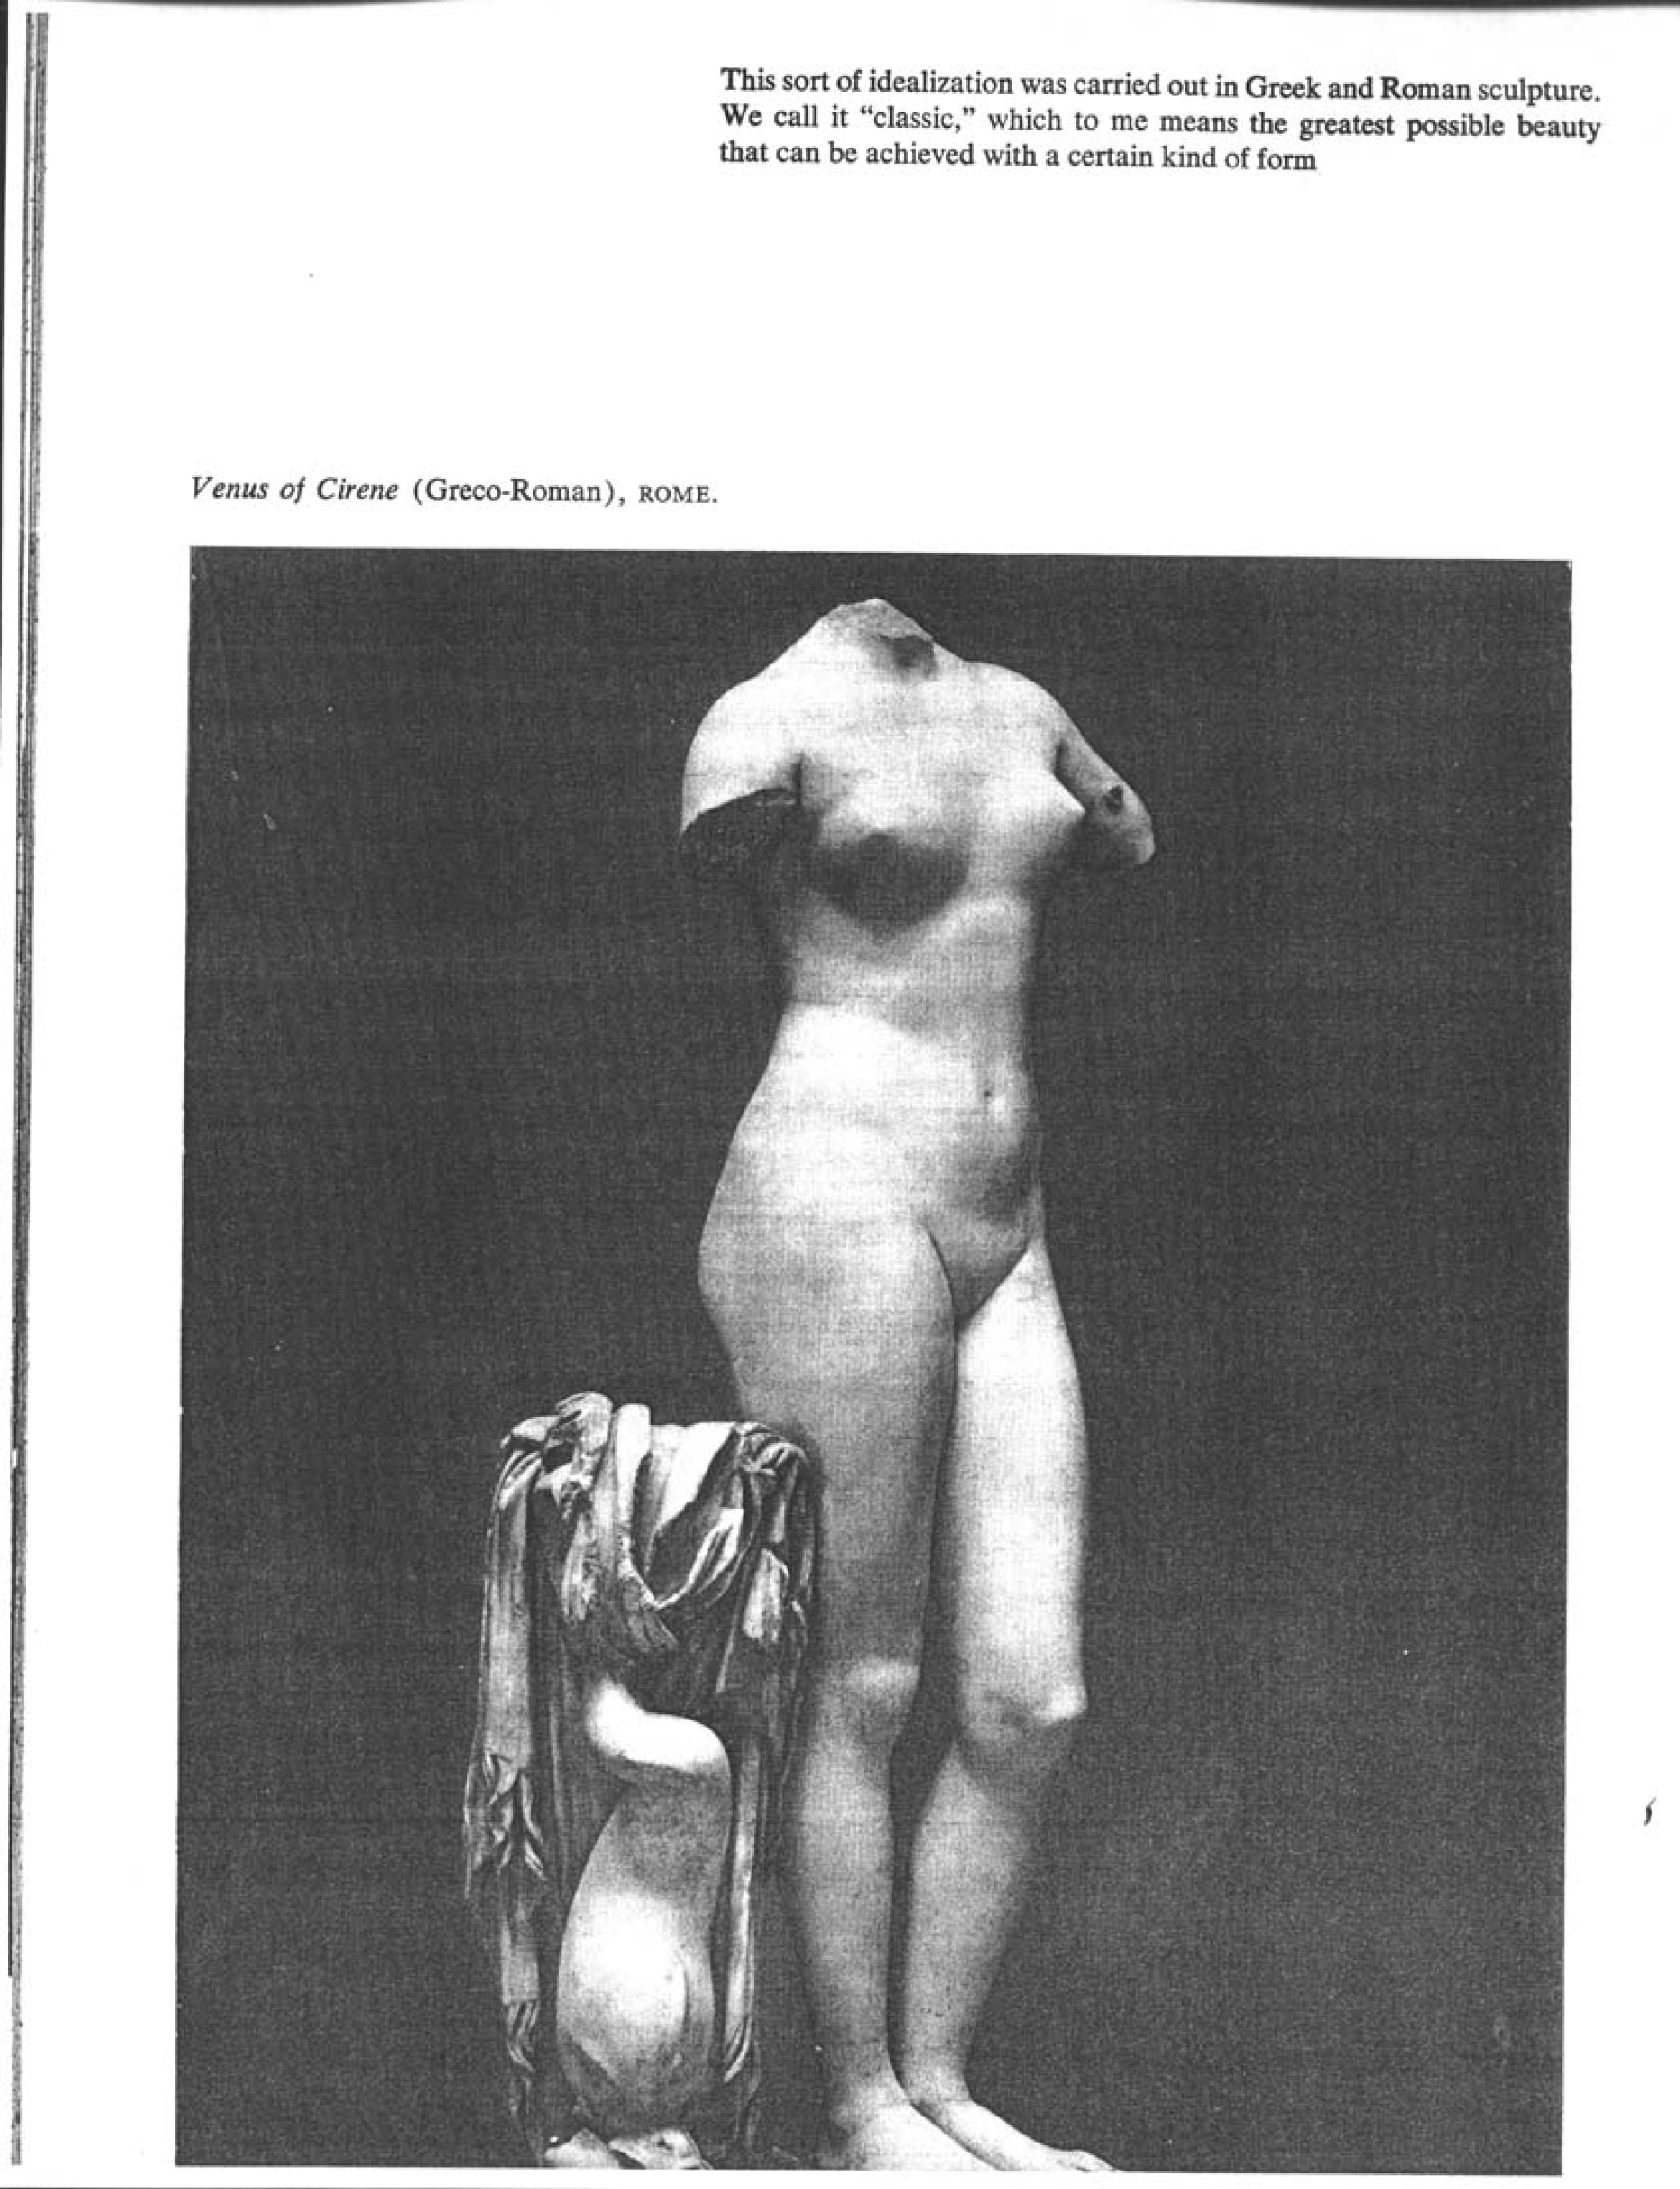 This sort of idealization was carried out in Greek and Roman sculpture.
We call it “classic,” which to me means the greatest possible beauty
that can be achieved with a certain kind of form
Venus of Cirene (Greco-Roman), ROME.